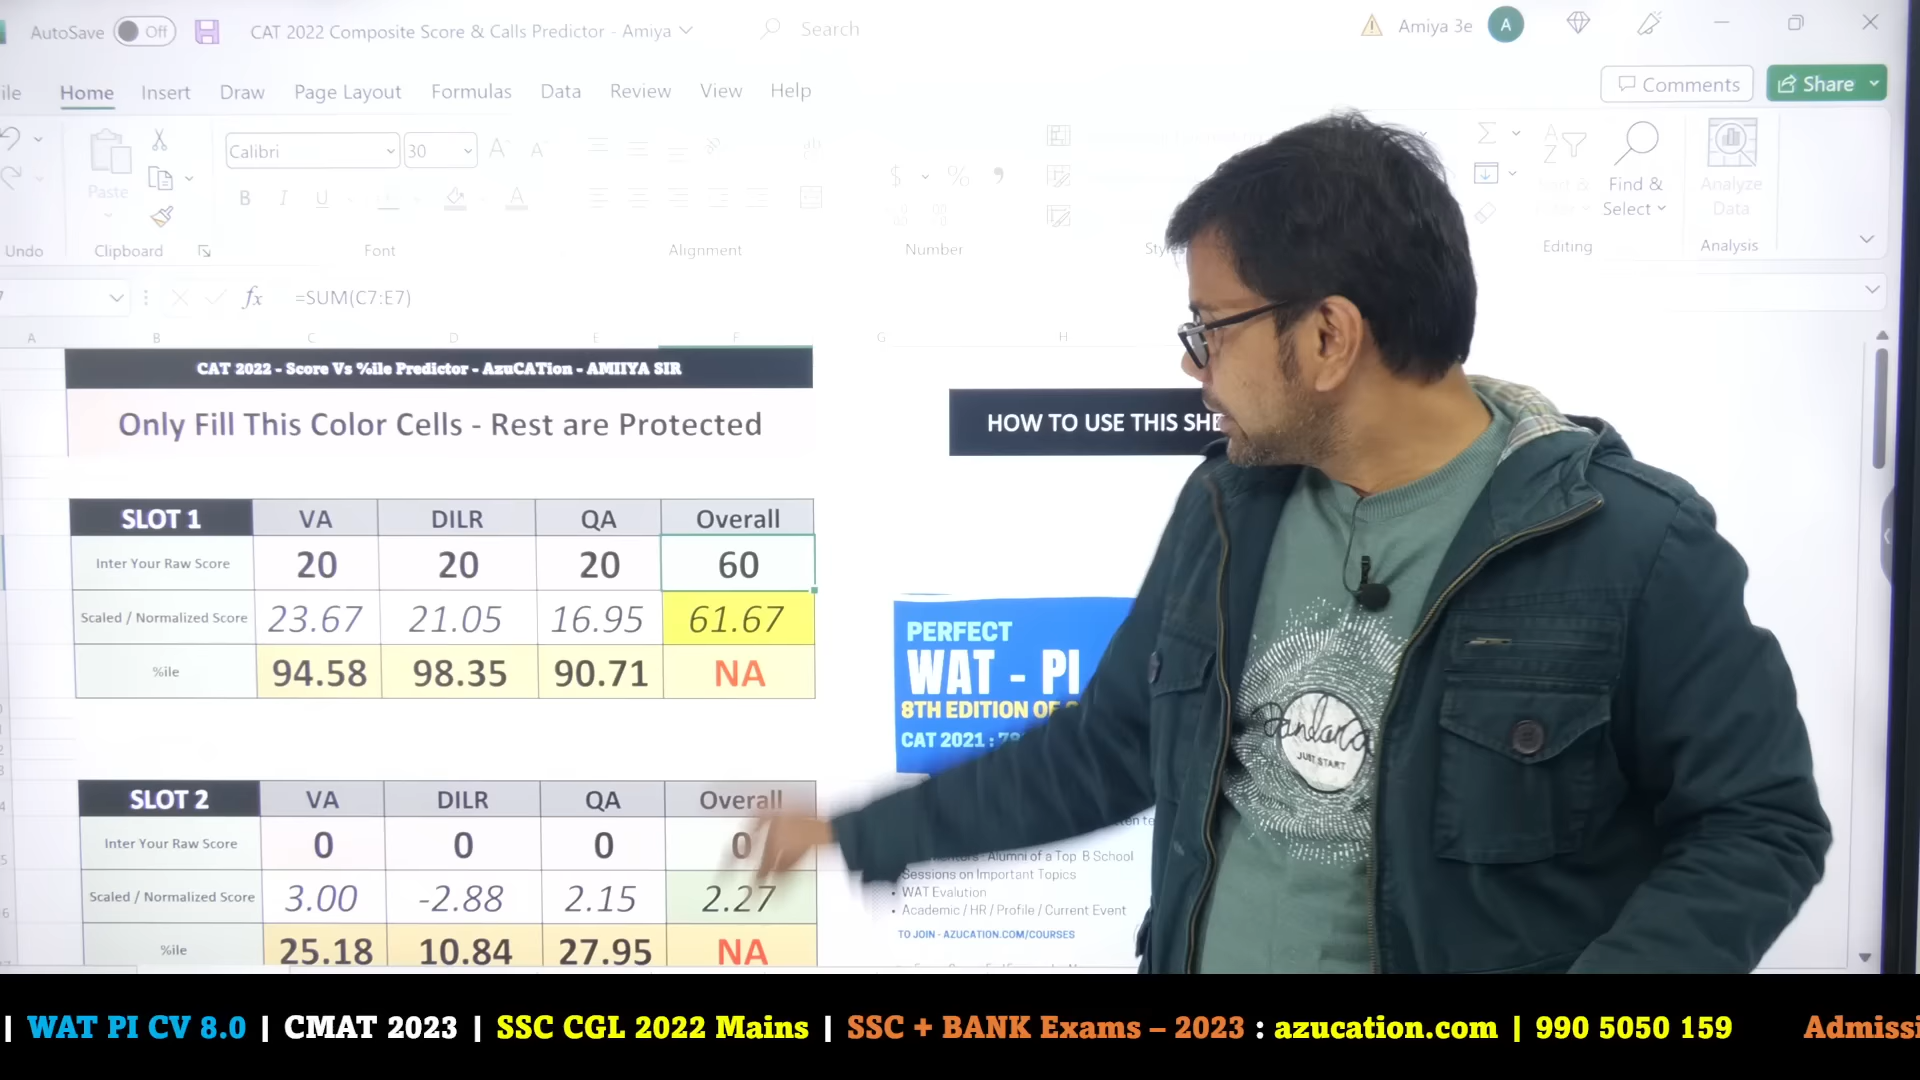 AutoSave Off CAT 2022 Composite Score & Calls Predictor - Amiya Search Amiya 3e A
Home Insert Draw Page Layout Formulas Data Review View Help Comments Share
Calibri 30 A A
Paste B I U A $ % Find & Select Analyze Data
Undo Clipboard Font Alignment Number Styles Editing Analysis
fx =SUM(C7:E7)
A B C D E F G H
CAT 2022 - Score Vs %ile Predictor - AzuCATion - AMIIYA SIR
Only Fill This Color Cells - Rest are Protected
HOW TO USE THIS SHE
SLOT 1 VA DILR QA Overall
Inter Your Raw Score 20 20 20 60
Scaled / Normalized Score 23.67 21.05 16.95 61.67
%ile 94.58 98.35 90.71 NA
PERFECT
WAT - PI
8TH EDITION OF
CAT 2021 :
SLOT 2 VA DILR QA Overall
Inter Your Raw Score 0 0 0 0
Scaled / Normalized Score 3.00 -2.88 2.15 2.27
%ile 25.18 10.84 27.95 NA
Alumni of a Top B School
Sessions on Important Topics
• WAT Evalution
• Academic / HR / Profile / Current Event
TO JOIN - AZUCATION.COM/COURSES
Jandara
JUST START
| WAT PI CV 8.0 | CMAT 2023 | SSC CGL 2022 Mains | SSC + BANK Exams – 2023 : azucation.com | 990 5050 159 Admissi